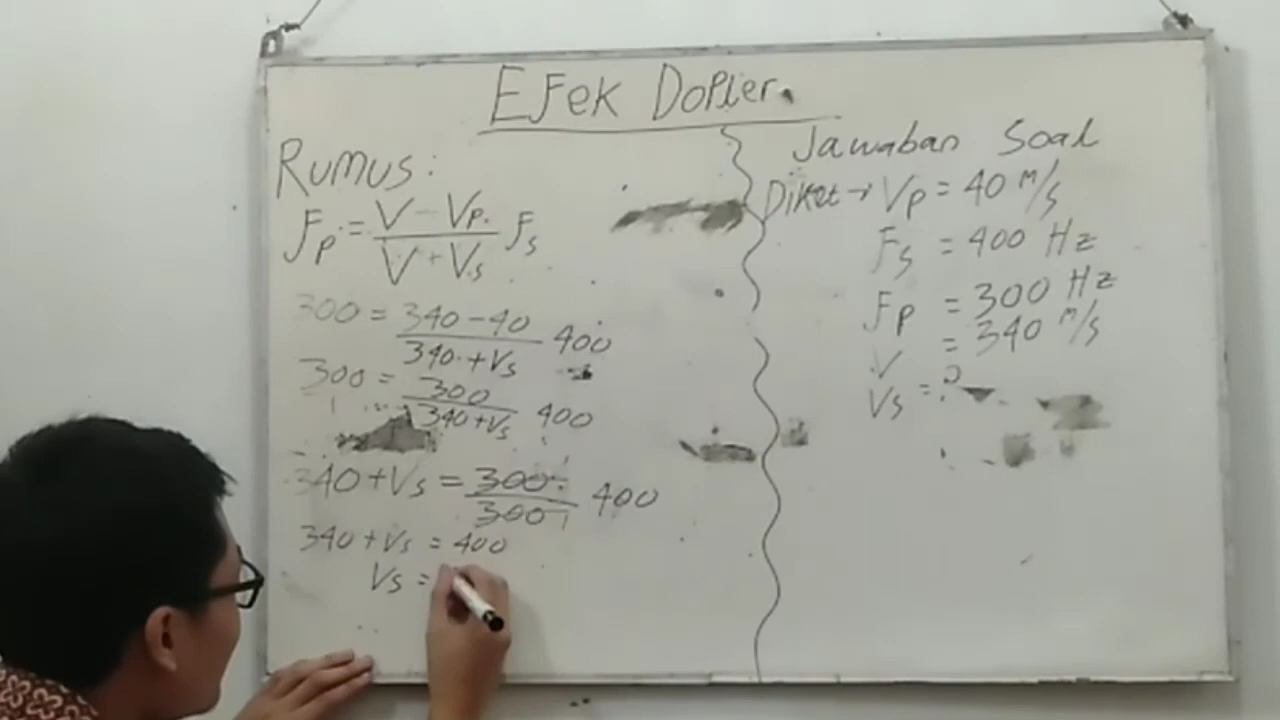 EFek Dopler.
Rumus:
Fp = V - Vp. / V + Vs Fs
300 = 340 - 40 / 340 + Vs 400
300 = 300 / 340+Vs 400
340 + Vs = 300 / 300 400
340 + Vs = 400
Vs =
Jawaban Soal
Diket → Vp = 40 m/s
Fs = 400 Hz
Fp = 300 Hz
V = 340 m/s
Vs = ?